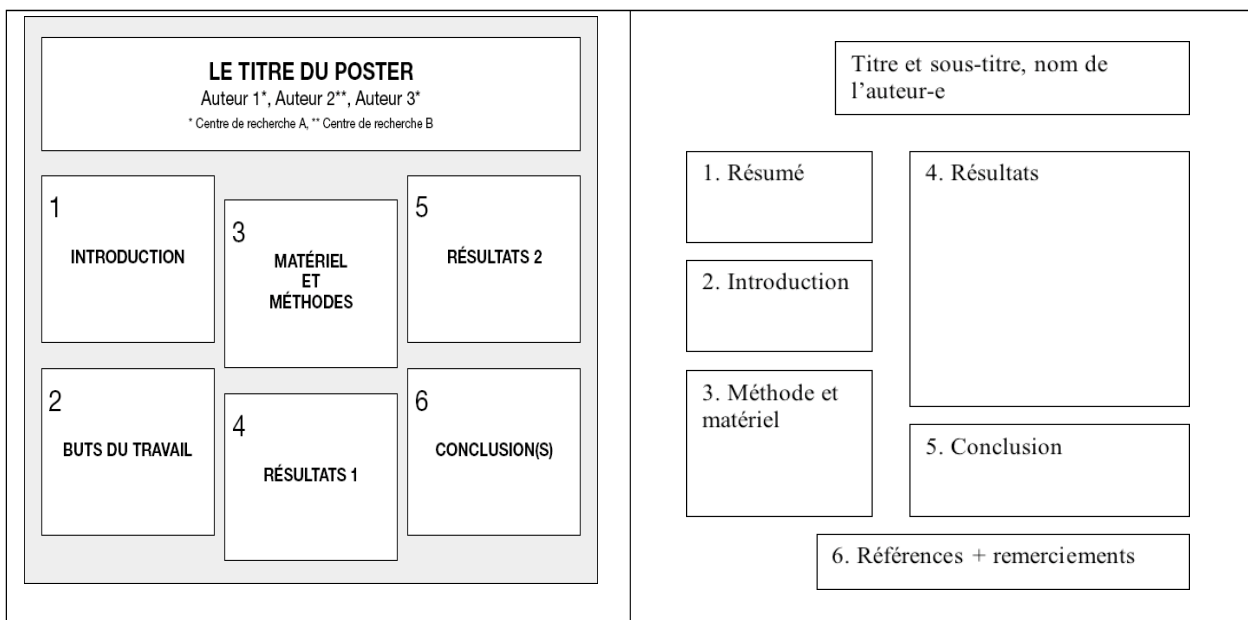 LE TITRE DU POSTER
Auteur 1*, Auteur 2**, Auteur 3*
* Centre de recherche A, ** Centre de recherche B
1
INTRODUCTION
2
BUTS DU TRAVAIL
3
MATÉRIEL
ET
MÉTHODES
4
RÉSULTATS 1
5
RÉSULTATS 2
6
CONCLUSION(S)
Titre et sous-titre, nom de
l'auteur-e
1. Résumé
2. Introduction
3. Méthode et
matériel
4. Résultats
5. Conclusion
6. Références + remerciements